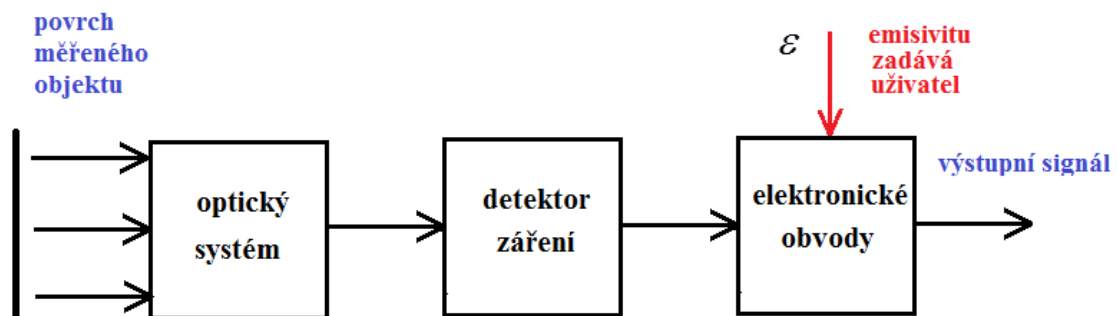 povrch
měřeného
objektu
ε
emisivitu
zadává
uživatel
optický
systém
detektor
záření
elektronické
obvody
výstupní signál